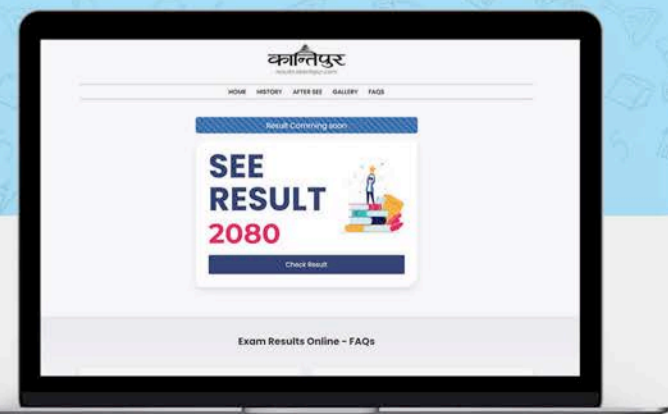 कान्तिपुर
HOME HISTORY AFTER SEE GALLERY FAQS
Result Comming soon
SEE
RESULT
2080
Check Result
Exam Results Online - FAQs